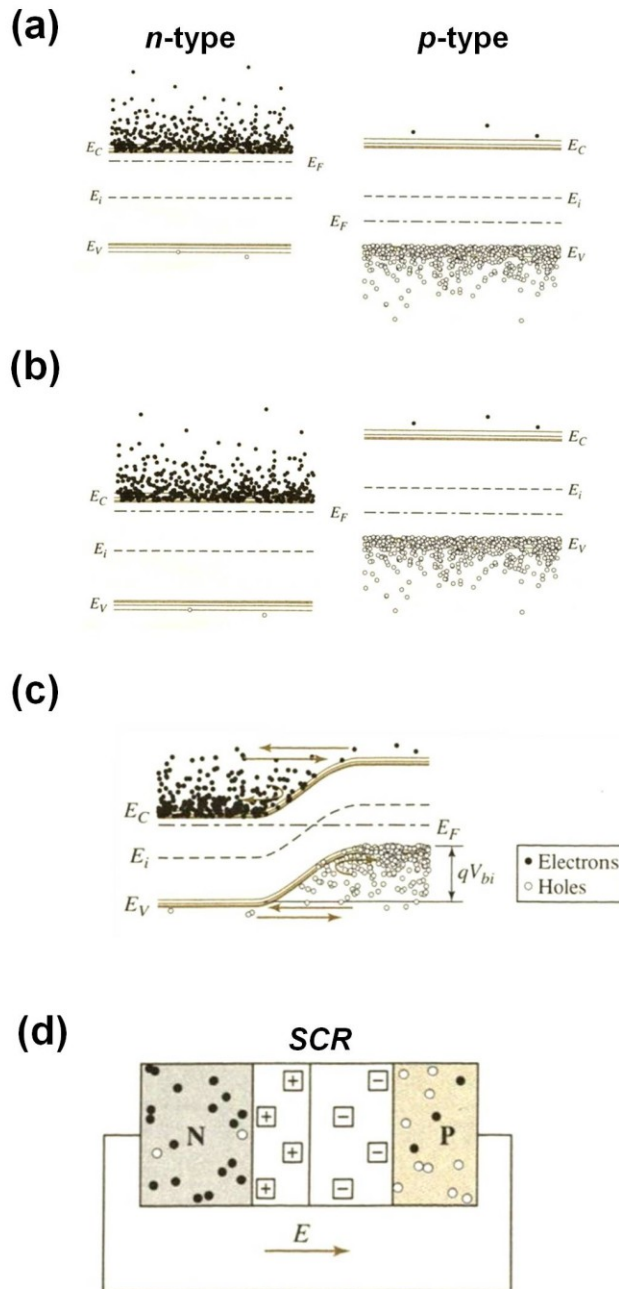 (a) n-type p-type
E_C E_C
E_F
E_i E_i
E_F
E_V E_V
(b)
E_C
E_C E_i
E_F
E_i E_V
E_V
(c)
E_C E_F
E_i
qV_bi
E_V
• Electrons
○ Holes
(d) SCR
+ −
+ −
N P
+ −
+ −
E